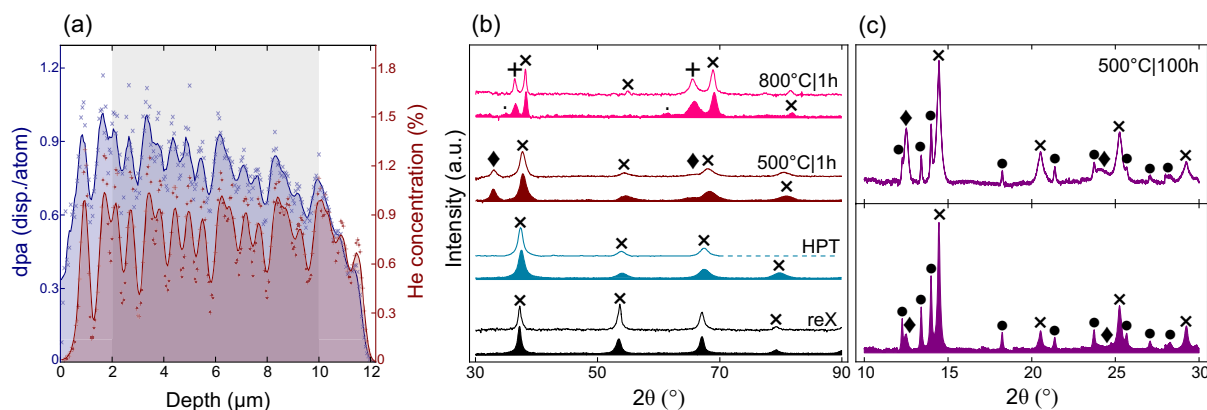 (a)
dpa (disp./atom)
1.2
0.9
0.6
0.3
0
1.8
1.5
1.2
0.9
0.6
0.3
0.0
He concentration (%)
0 2 4 6 8 10 12
Depth (µm)
(b)
Intensity (a.u.)
800°C|1h
500°C|1h
HPT
reX
30 50 70 90
2θ (°)
(c)
500°C|100h
10 15 20 25 30
2θ (°)